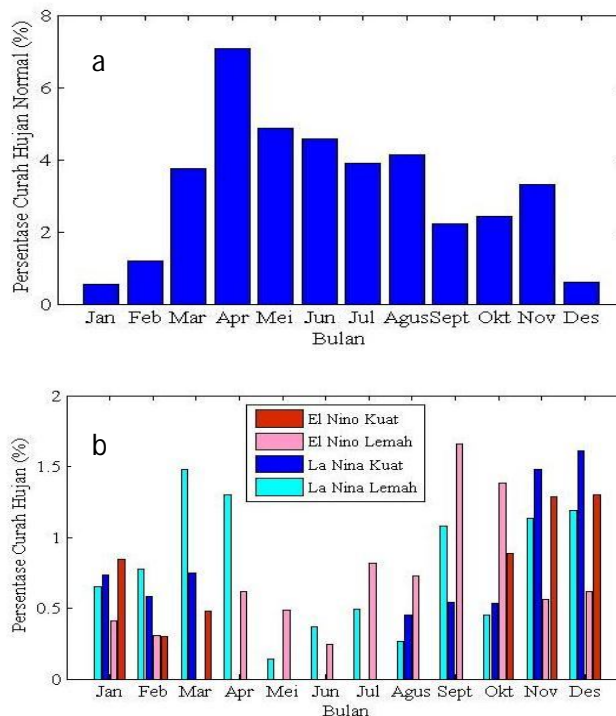 a
Persentase Curah Hujan Normal (%)
8
6
4
2
0
Jan Feb Mar Apr Mei Jun Jul Agus Sept Okt Nov Des
Bulan
b
Persentase Curah Hujan (%)
2
1.5
1
0.5
0
El Nino Kuat
El Nino Lemah
La Nina Kuat
La Nina Lemah
Jan Feb Mar Apr Mei Jun Jul Agus Sept Okt Nov Des
Bulan